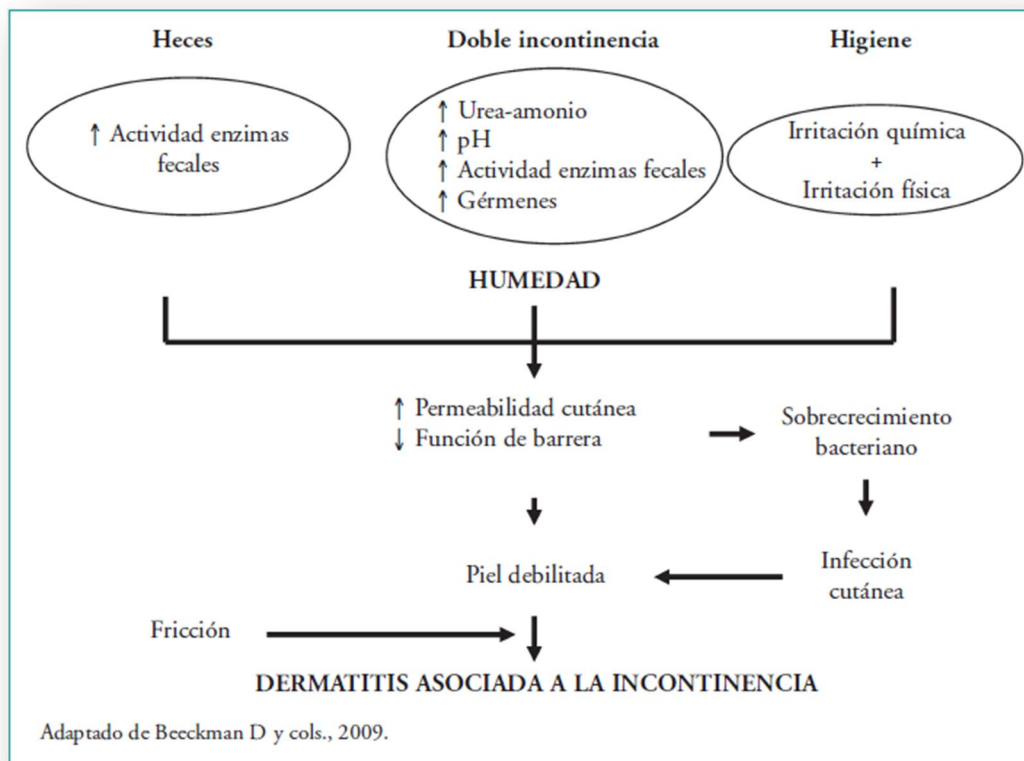 Heces
Doble incontinencia
Higiene
↑ Actividad enzimas
fecales
↑ Urea-amonio
↑ pH
↑ Actividad enzimas fecales
↑ Gérmenes
Irritación química
+
Irritación física
HUMEDAD
↑ Permeabilidad cutánea
↓ Función de barrera
Sobrecrecimiento
bacteriano
Piel debilitada
Infección
cutánea
Fricción
DERMATITIS ASOCIADA A LA INCONTINENCIA
Adaptado de Beeckman D y cols., 2009.